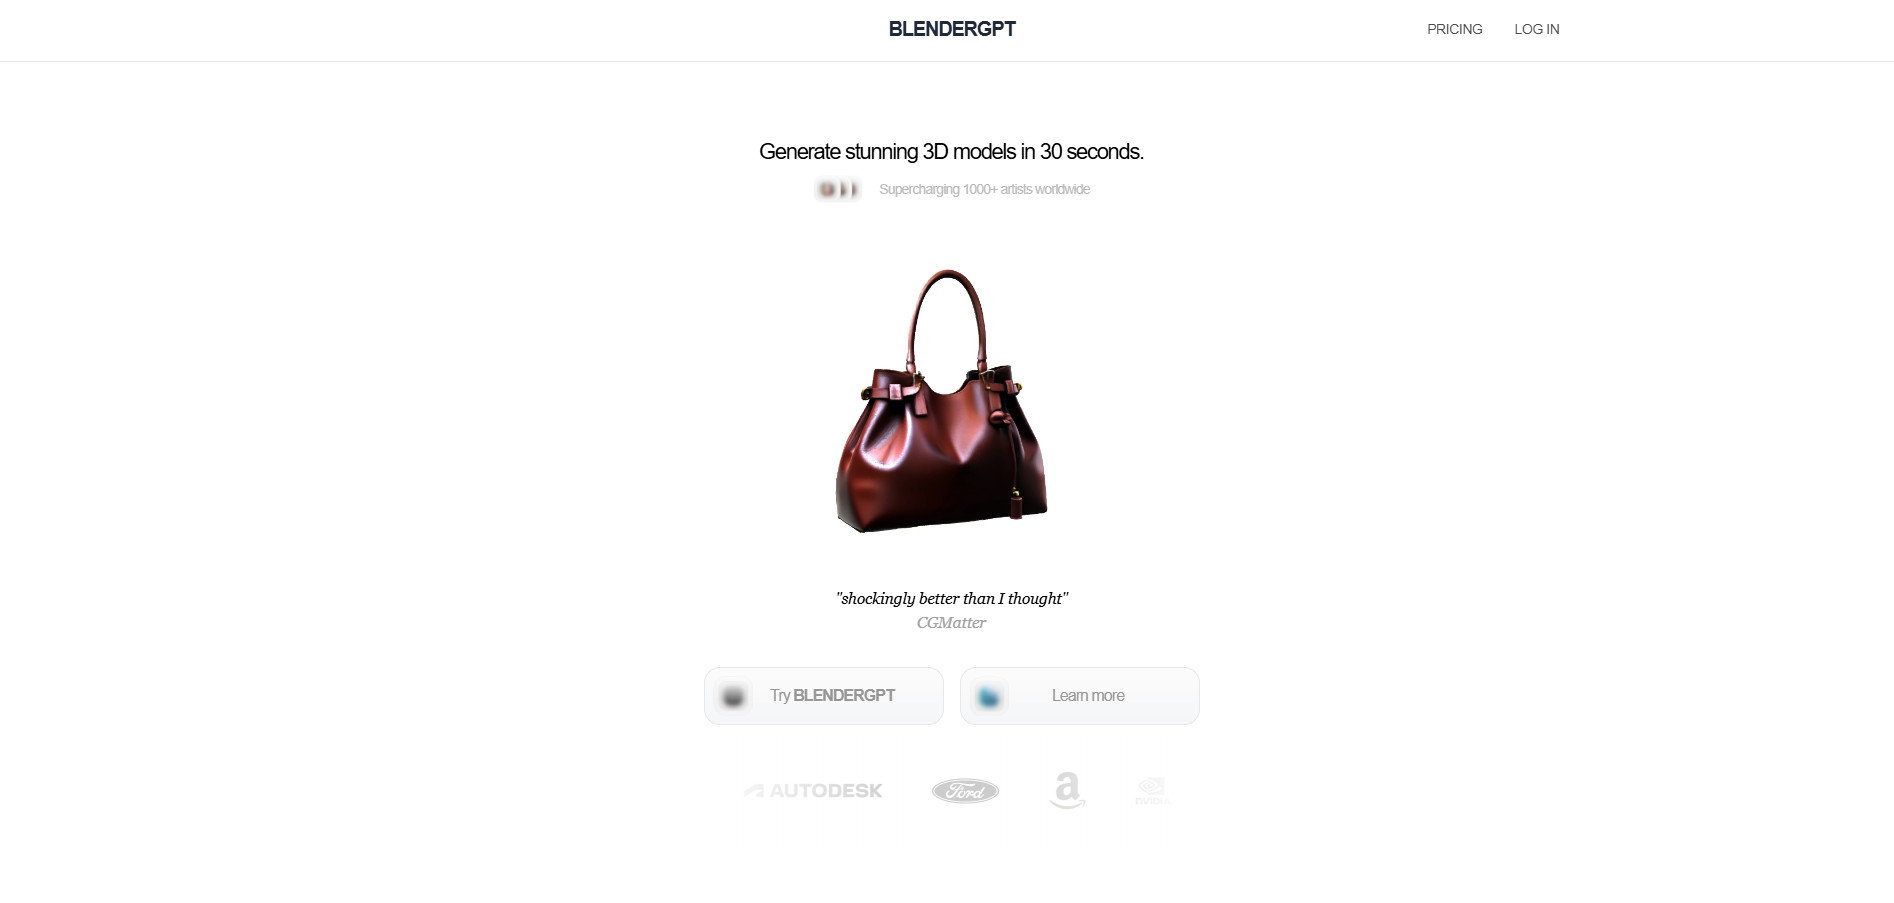 BLENDERGPT
PRICING
LOG IN
Generate stunning 3D models in 30 seconds.
Supercharging 1000+ artists worldwide
"shockingly better than I thought"
CGMatter
Try BLENDERGPT
Learn more
AUTODESK
Ford
a
NVIDIA